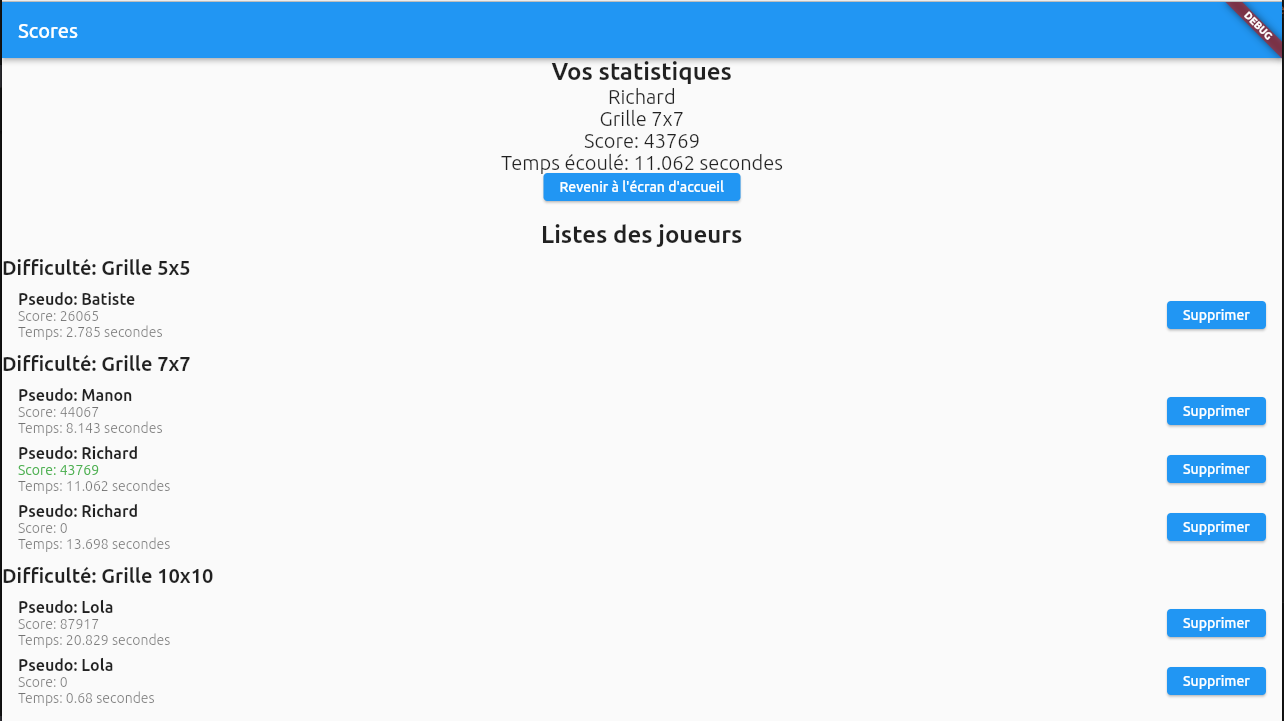 Scores
DEBUG
Vos statistiques
Richard
Grille 7x7
Score: 43769
Temps écoulé: 11.062 secondes
Revenir à l'écran d'accueil
Listes des joueurs
Difficulté: Grille 5x5
Pseudo: Batiste
Score: 26065
Temps: 2.785 secondes
Supprimer
Difficulté: Grille 7x7
Pseudo: Manon
Score: 44067
Temps: 8.143 secondes
Supprimer
Pseudo: Richard
Score: 43769
Temps: 11.062 secondes
Supprimer
Pseudo: Richard
Score: 0
Temps: 13.698 secondes
Supprimer
Difficulté: Grille 10x10
Pseudo: Lola
Score: 87917
Temps: 20.829 secondes
Supprimer
Pseudo: Lola
Score: 0
Temps: 0.68 secondes
Supprimer